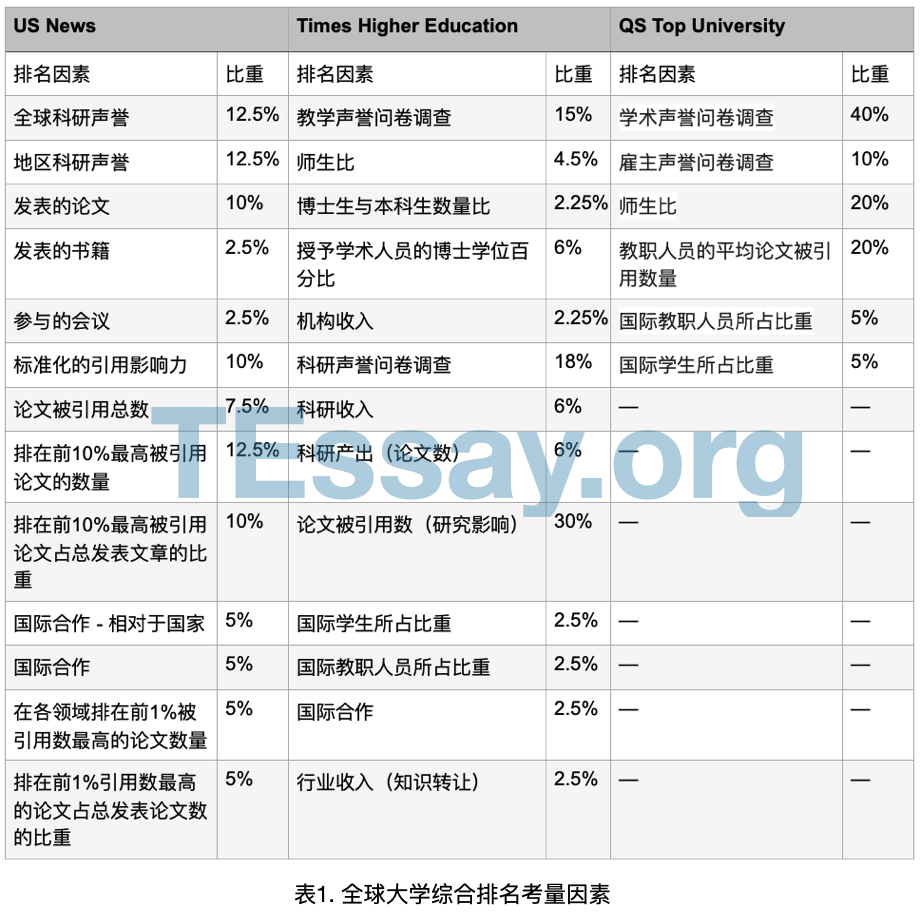 US News Times Higher Education QS Top University
排名因素 比重 排名因素 比重 排名因素 比重
全球科研声誉 12.5% 教学声誉问卷调查 15% 学术声誉问卷调查 40%
地区科研声誉 12.5% 师生比 4.5% 雇主声誉问卷调查 10%
发表的论文 10% 博士生与本科生数量比 2.25% 师生比 20%
发表的书籍 2.5% 授予学术人员的博士学位百 6% 教职人员的平均论文被引 20%
分比 用数量
参与的会议 2.5% 机构收入 2.25% 国际教职人员所占比重 5%
标准化的引用影响力 10% 科研声誉问卷调查 18% 国际学生所占比重 5%
论文被引用总数 7.5% 科研收入 6% — —
TEssay.org
排在前10%最高被引用 12.5% 科研产出（论文数） 6% — —
论文的数量
排在前10%最高被引用 10% 论文被引用数（研究影响） 30% — —
论文占总发表文章的比
重
国际合作 - 相对于国家 5% 国际学生所占比重 2.5% — —
国际合作 5% 国际教职人员所占比重 2.5% — —
在各领域排在前1%被 5% 国际合作 2.5% — —
引用数最高的论文数量
排在前1%引用数最高 5% 行业收入（知识转让） 2.5% — —
的论文占总发表论文数
的比重
表1. 全球大学综合排名考量因素